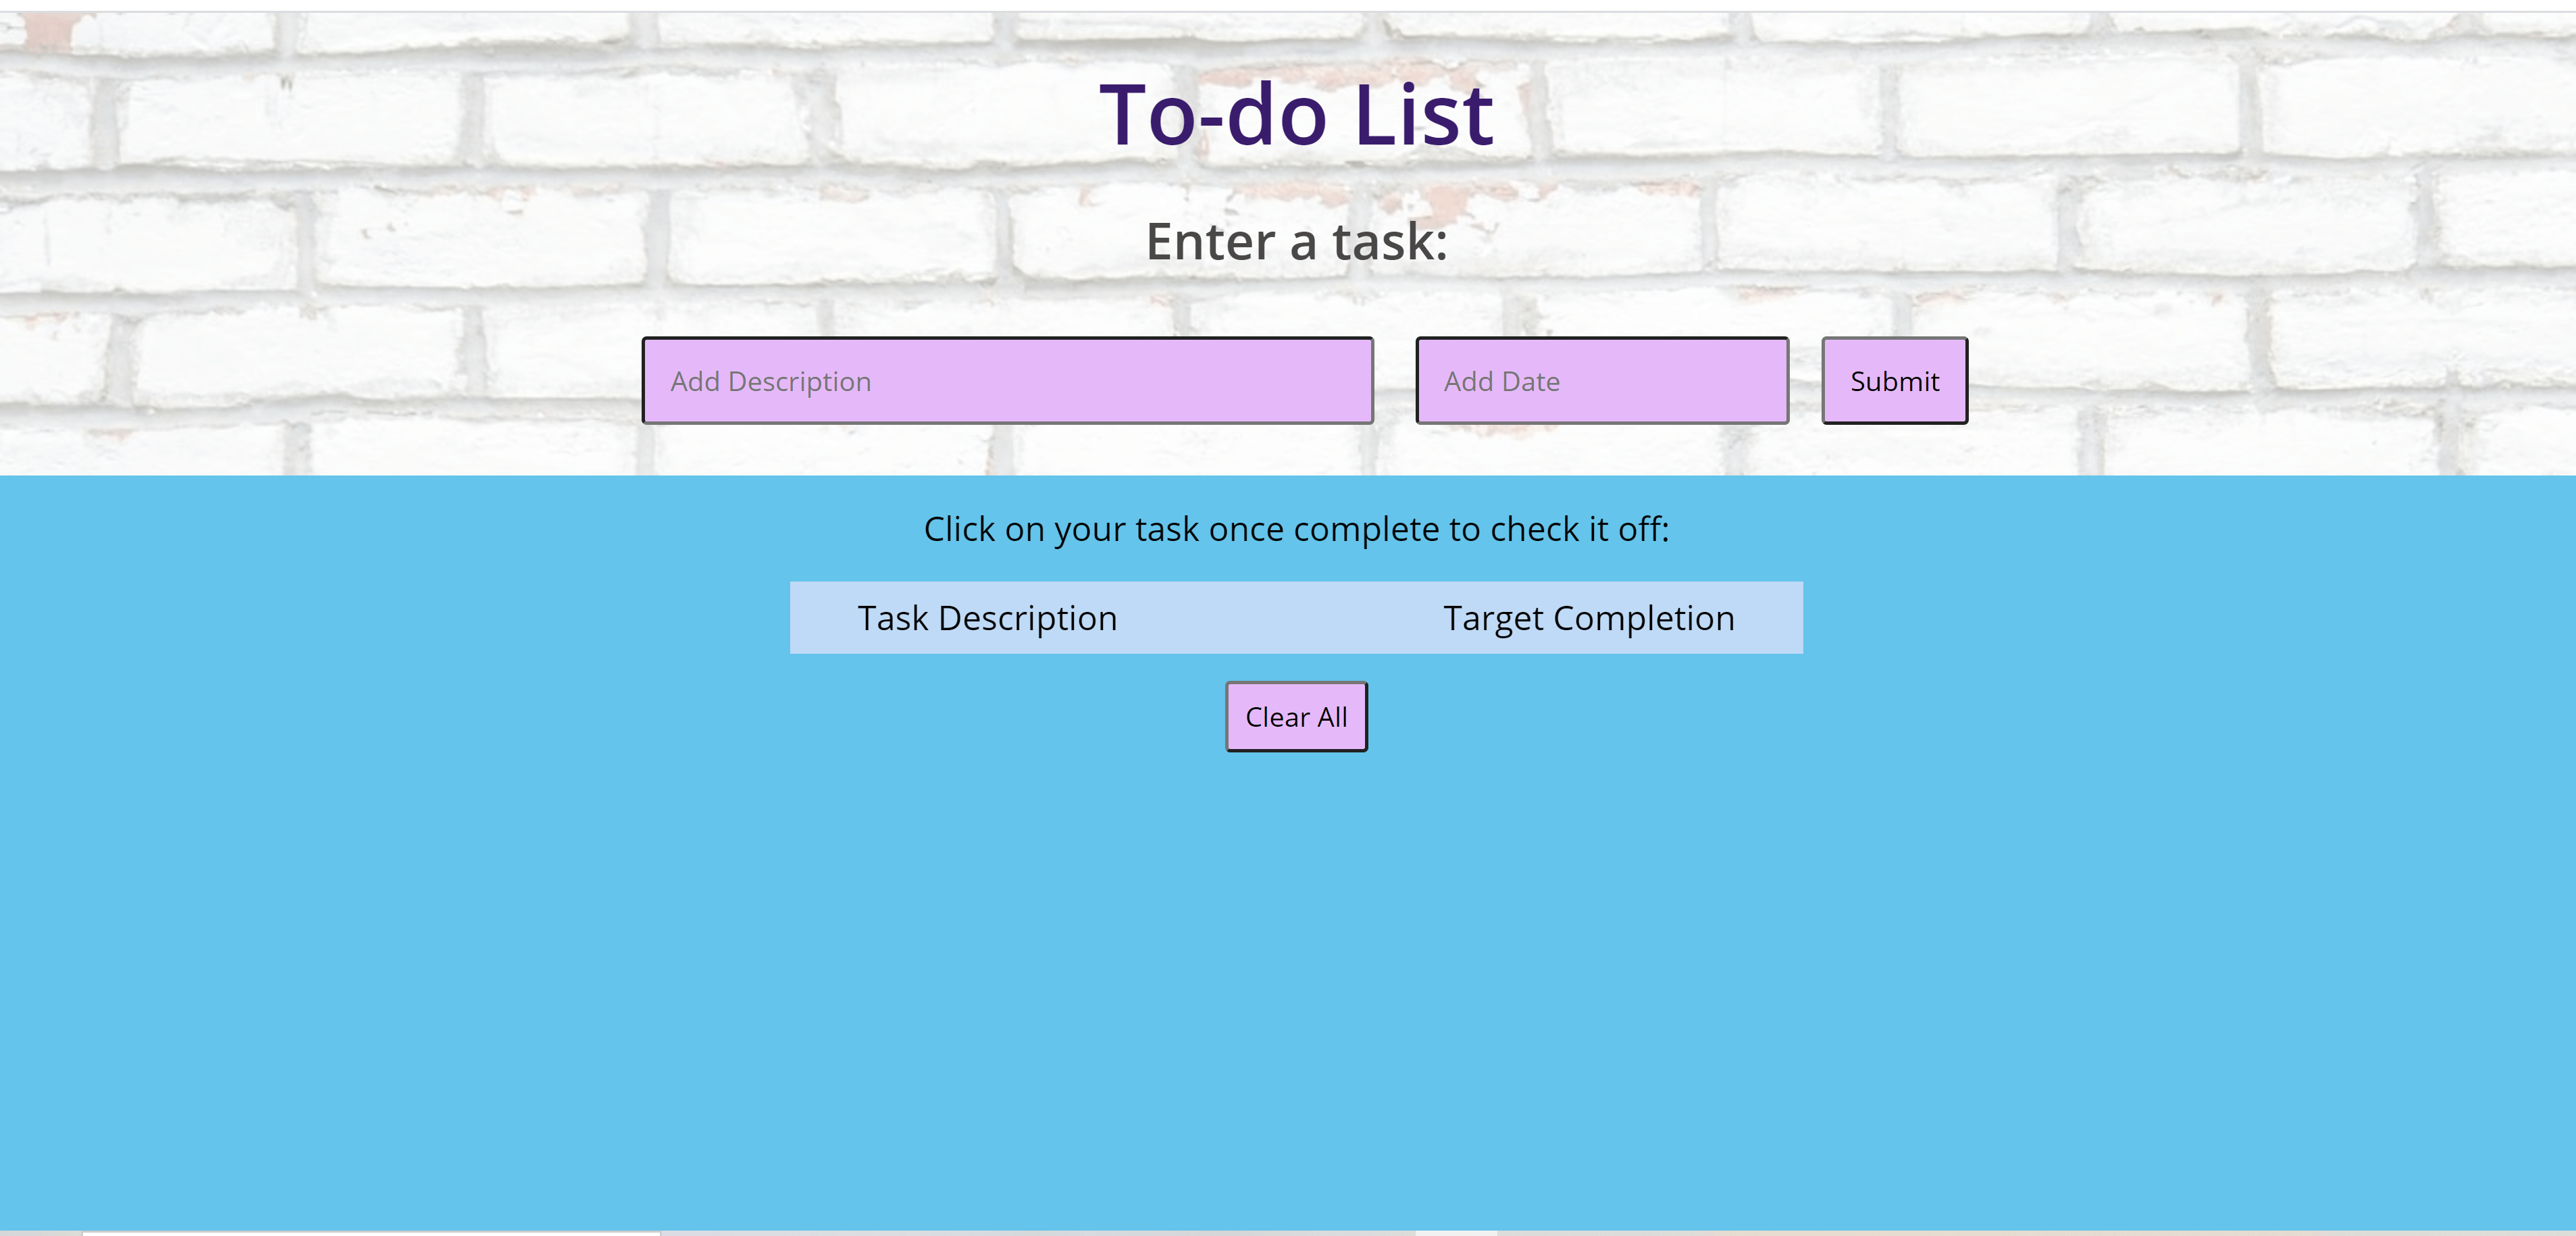 To-do List
Enter a task:
Add Description
Add Date
Submit
Click on your task once complete to check it off:
Task Description
Target Completion
Clear All